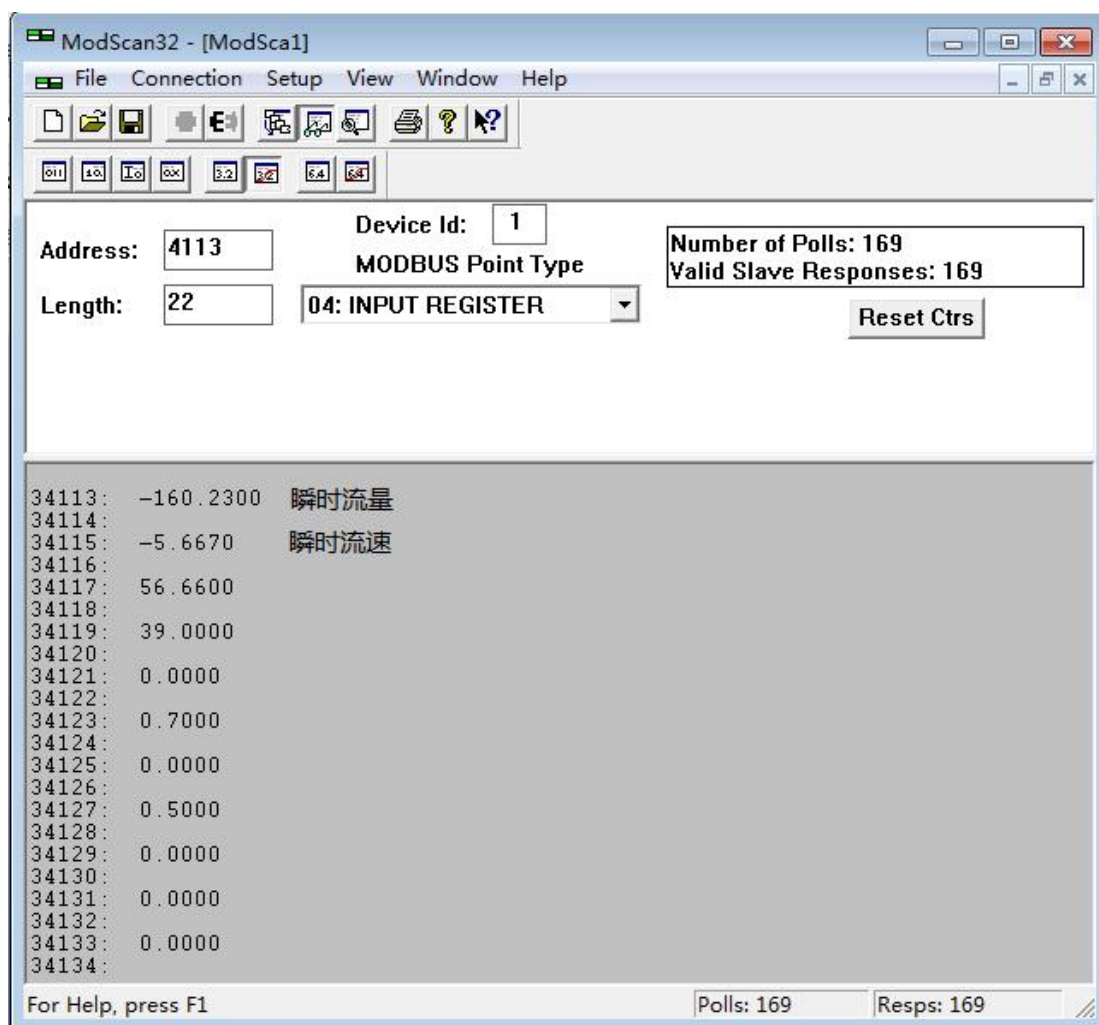 ModScan32 - [ModSca1]
File Connection Setup View Window Help
Device Id: 1
Address: 4113
MODBUS Point Type
Length: 22
04: INPUT REGISTER
Number of Polls: 169
Valid Slave Responses: 169
Reset Ctrs
34113: -160.2300 瞬时流量
34114:
34115: -5.6670 瞬时流速
34116:
34117: 56.6600
34118:
34119: 39.0000
34120:
34121: 0.0000
34122:
34123: 0.7000
34124:
34125: 0.0000
34126:
34127: 0.5000
34128:
34129: 0.0000
34130:
34131: 0.0000
34132:
34133: 0.0000
34134:
For Help, press F1
Polls: 169
Resps: 169